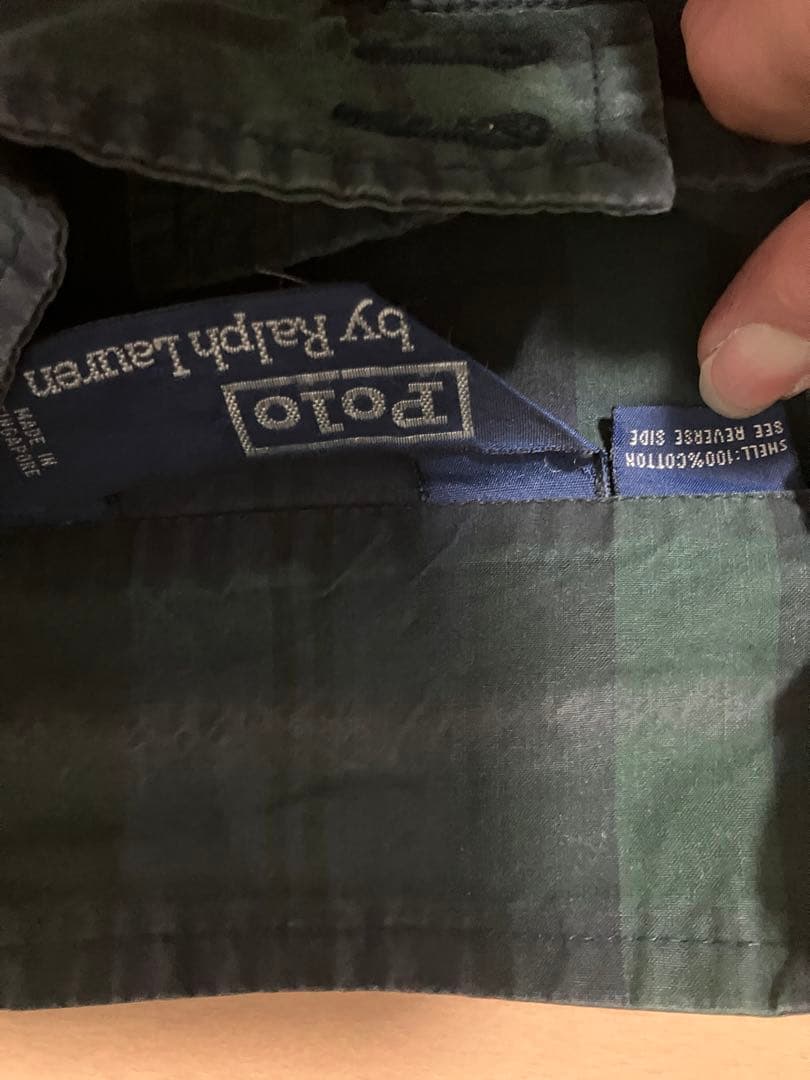 Polo
by Ralph Lauren
MADE IN
SINGAPORE
SHELL:100%COTTON
SEE REVERSE SIDE